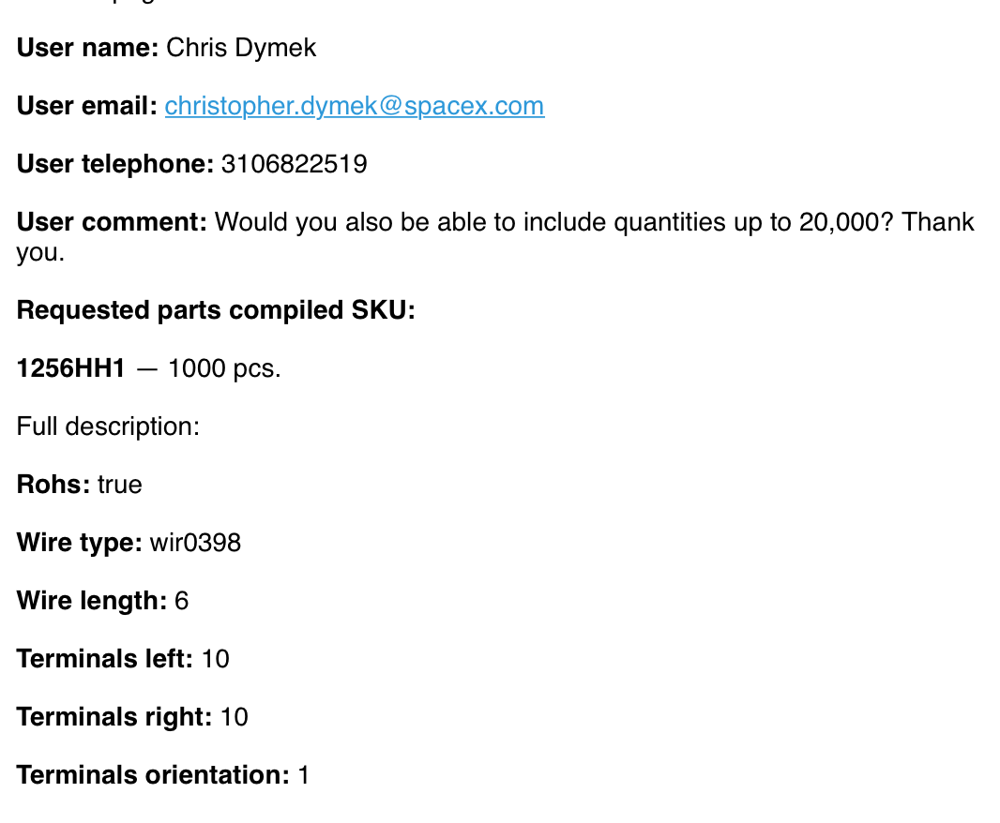 User name: Chris Dymek
User email: christopher.dymek@spacex.com
User telephone: 3106822519
User comment: Would you also be able to include quantities up to 20,000? Thank
you.
Requested parts compiled SKU:
1256HH1 — 1000 pcs.
Full description:
Rohs: true
Wire type: wir0398
Wire length: 6
Terminals left: 10
Terminals right: 10
Terminals orientation: 1